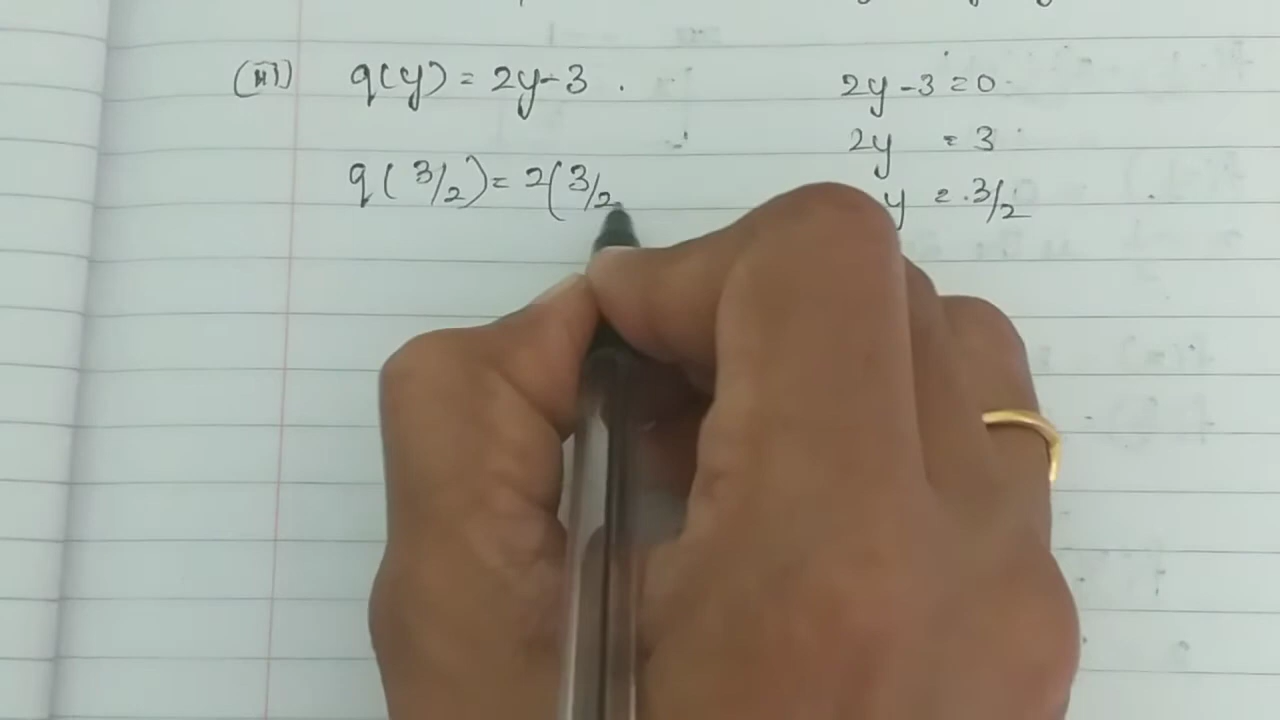 (iii) q(y) = 2y-3 .
q(3/2) = 2(3/2
2y-3=0
2y = 3
y = 3/2